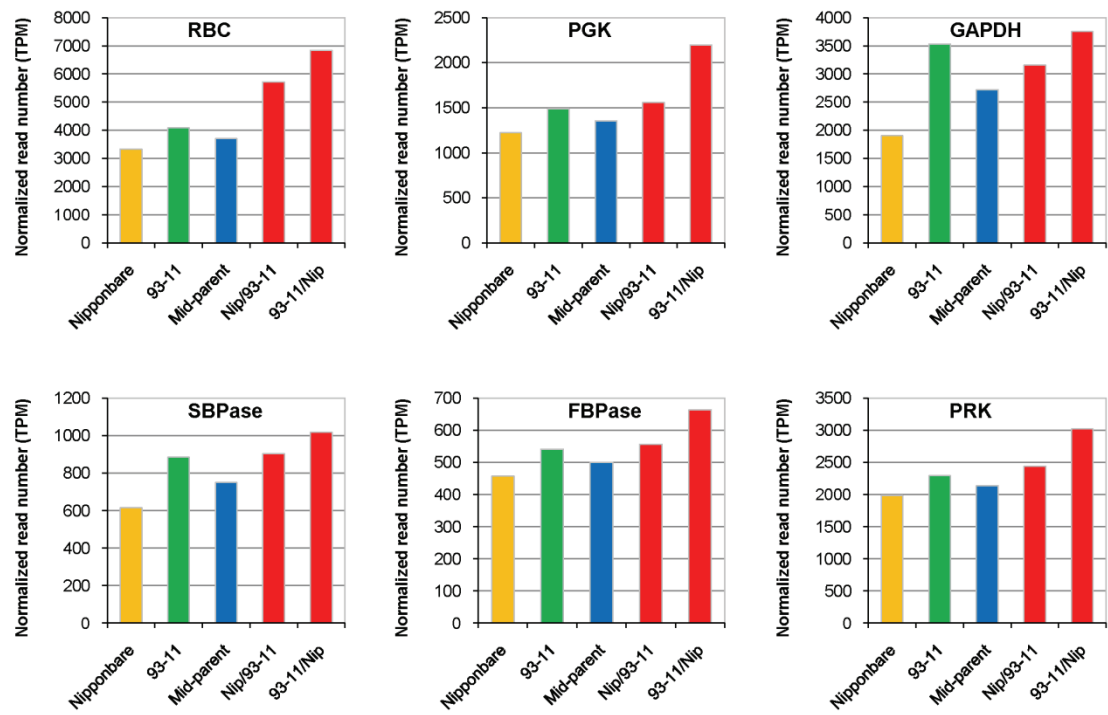 RBC
Normalized read number (TPM)
8000
7000
6000
5000
4000
3000
2000
1000
0
Nipponbare
93-11
Mid-parent
Nip/93-11
93-11/Nip
PGK
Normalized read number (TPM)
2500
2000
1500
1000
500
0
Nipponbare
93-11
Mid-parent
Nip/93-11
93-11/Nip
GAPDH
Normalized read number (TPM)
4000
3500
3000
2500
2000
1500
1000
500
0
Nipponbare
93-11
Mid-parent
Nip/93-11
93-11/Nip
SBPase
Normalized read number (TPM)
1200
1000
800
600
400
200
0
Nipponbare
93-11
Mid-parent
Nip/93-11
93-11/Nip
FBPase
Normalized read number (TPM)
700
600
500
400
300
200
100
0
Nipponbare
93-11
Mid-parent
Nip/93-11
93-11/Nip
PRK
Normalized read number (TPM)
3500
3000
2500
2000
1500
1000
500
0
Nipponbare
93-11
Mid-parent
Nip/93-11
93-11/Nip